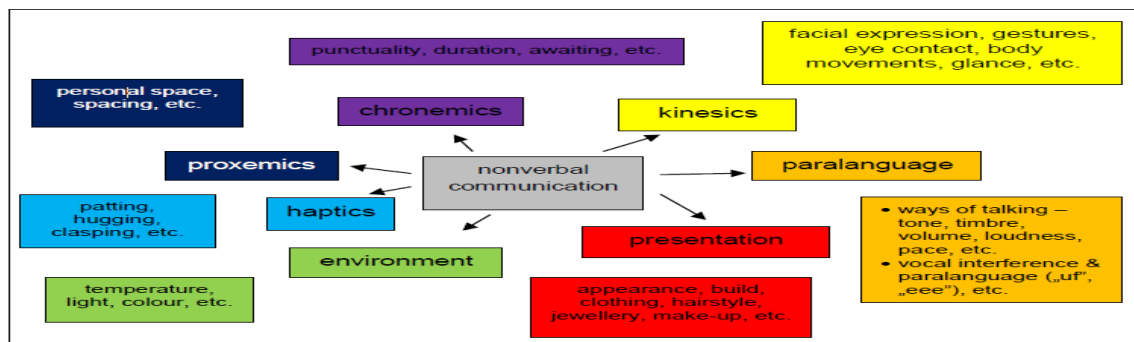 punctuality, duration, awaiting, etc.
facial expression, gestures,
eye contact, body
movements, glance, etc.
personal space,
spacing, etc.
chronemics
kinesics
proxemics
nonverbal
communication
paralanguage
patting,
hugging,
clasping, etc.
haptics
• ways of talking –
tone, timbre,
volume, loudness,
pace, etc.
• vocal interference &
paralanguage („uf”,
„eee”), etc.
presentation
environment
temperature,
light, colour, etc.
appearance, build,
clothing, hairstyle,
jewellery, make-up, etc.